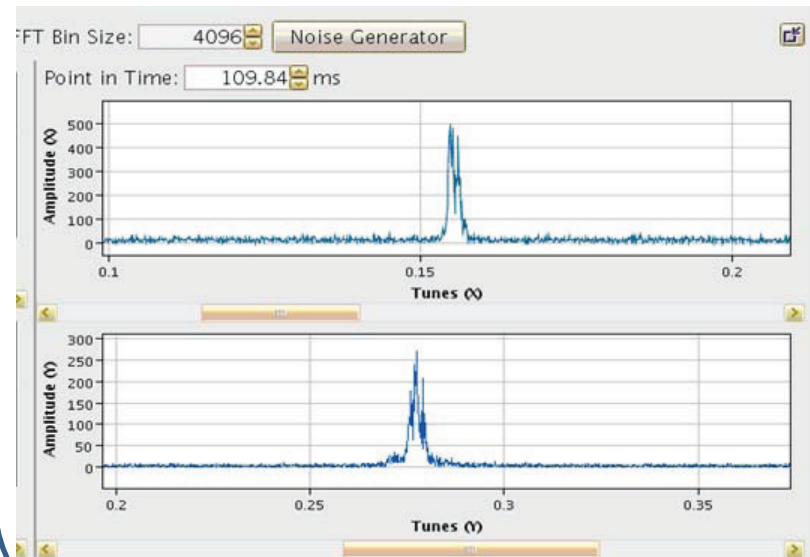 FFT Bin Size: 4096 Noise Generator
Point in Time: 109.84 ms
Amplitude (X)
500
400
300
200
100
0
0.1 0.15 0.2
Tunes (X)
Amplitude (Y)
300
250
200
150
100
50
0
0.2 0.25 0.3 0.35
Tunes (Y)